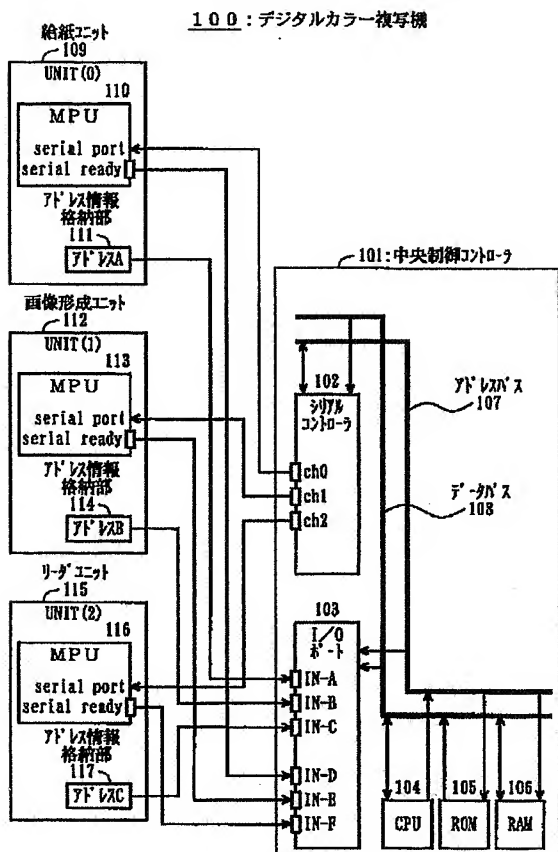 100:デジタルカラー複写機
給紙ユニット
109
UNIT(0)
110
MPU
serial port
serial ready
アドレス情報
格納部
111
アドレスA
画像形成ユニット
112
UNIT(1)
113
MPU
serial port
serial ready
アドレス情報
格納部
114
アドレスB
リーダユニット
115
UNIT(2)
116
MPU
serial port
serial ready
アドレス情報
格納部
117
アドレスC
101:中央制御コントローラ
102
シリアル
コントローラ
ch0
ch1
ch2
アドレスバス
107
データバス
108
103
I/O
ポート
IN-A
IN-B
IN-C
IN-D
IN-E
IN-F
104
CPU
105
ROM
106
RAM